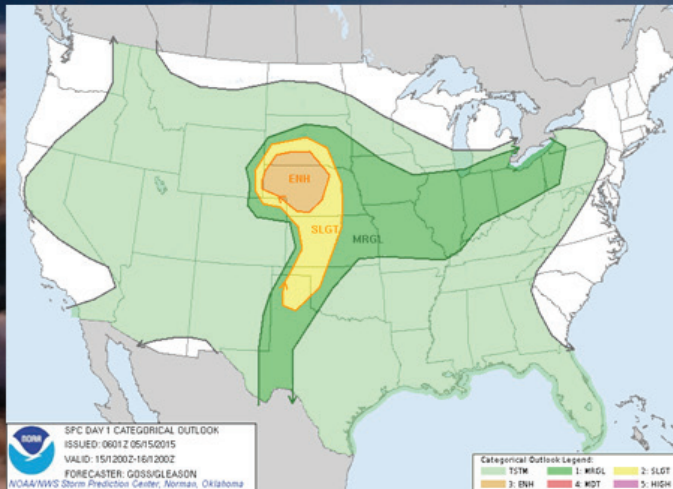 ENH
SLGT
MRGL
NOAA
SPC DAY 1 CATEGORICAL OUTLOOK
ISSUED: 0601Z 05/15/2015
VALID: 15/1200Z-16/1200Z
FORECASTER: GOSS/GLEASON
NOAA/NWS Storm Prediction Center, Norman, Oklahoma
Categorical Outlook Legend:
TSTM 1: MRGL 2: SLGT
3: ENH 4: MDT 5: HIGH